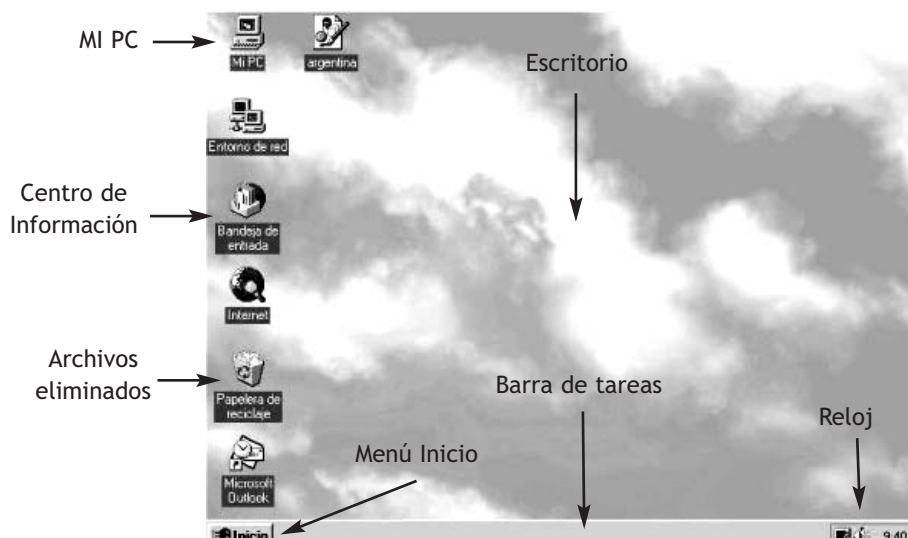 MI PC
Mi PC
argentina
Escritorio
Entorno de red
Centro de
Información
Bandeja de
entrada
Internet
Archivos
eliminados
Papelera de
reciclaje
Barra de tareas
Reloj
Menú Inicio
Microsoft
Outlook
Inicio
9:40